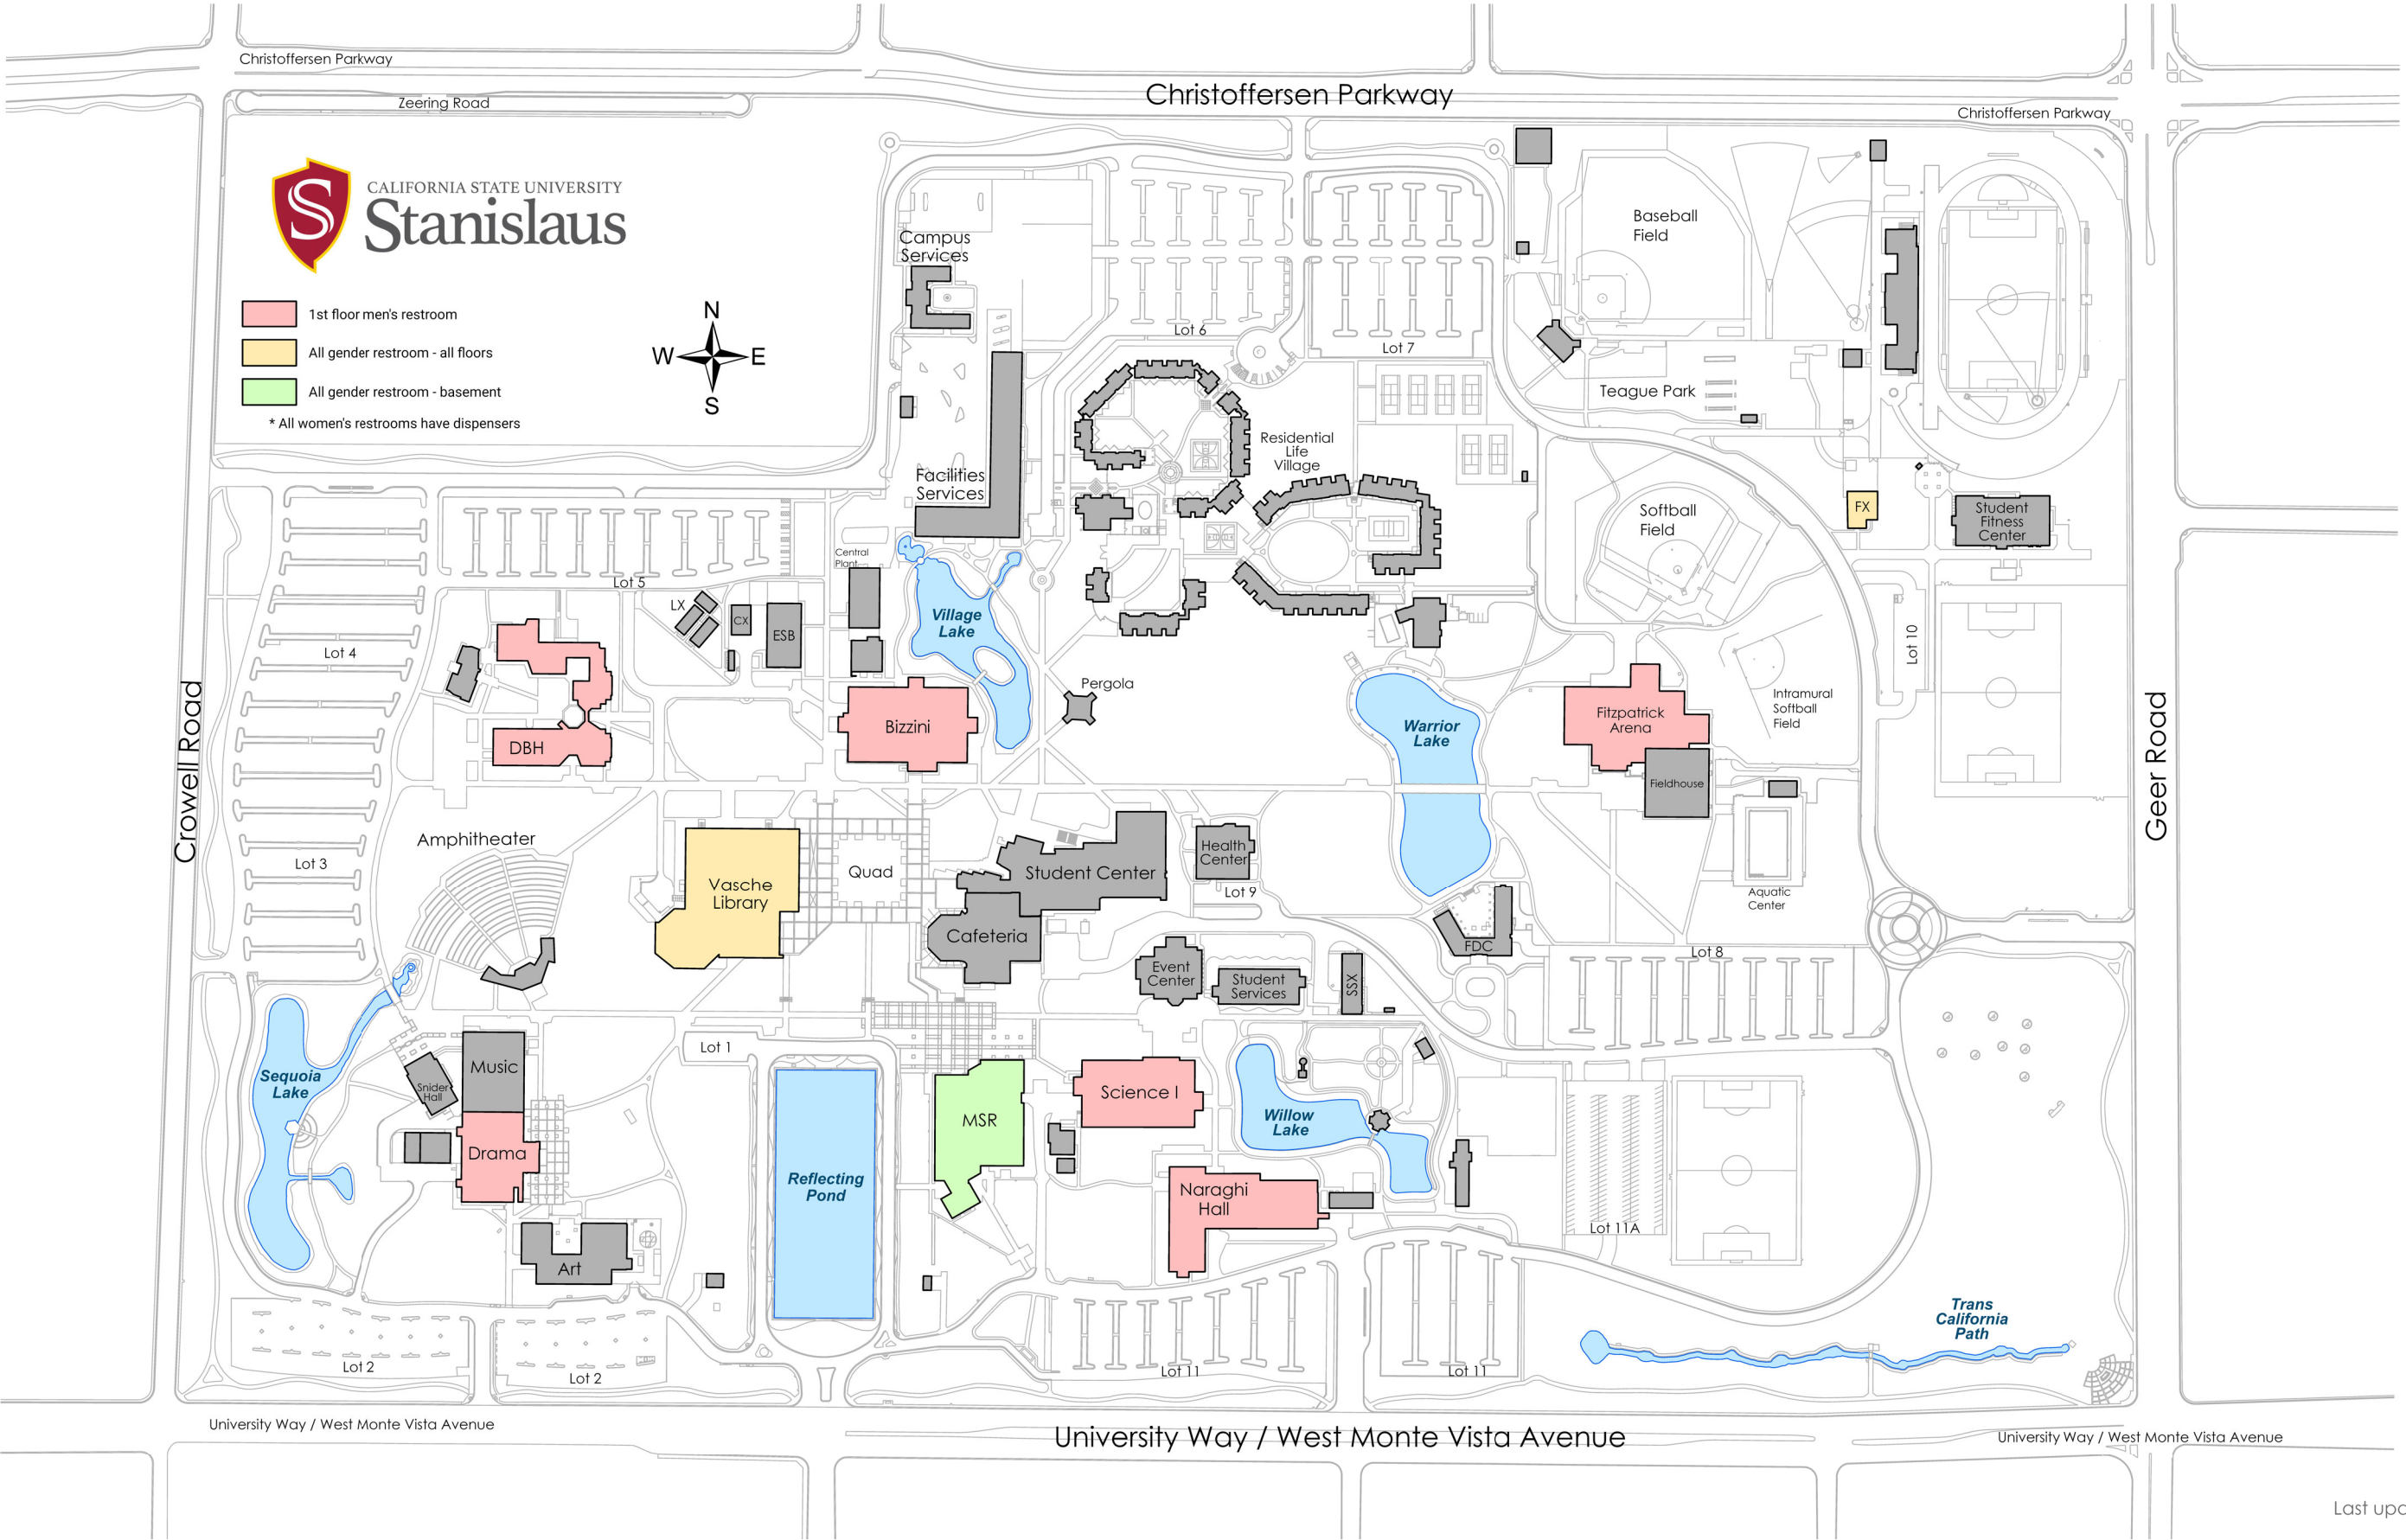 Christoffersen Parkway
Christoffersen Parkway
Zeering Road
Christoffersen Parkway
CALIFORNIA STATE UNIVERSITY
Stanislaus
S
1st floor men's restroom
All gender restroom - all floors
All gender restroom - basement
* All women's restrooms have dispensers
N
W
E
S
Campus
Services
Baseball
Field
Lot 6
Lot 7
Teague Park
Residential
Life
Village
Facilities
Services
Softball
Field
FX
Student
Fitness
Center
Central
Plant
Lot 5
LX
CX
ESB
Village
Lake
Lot 4
Lot 10
Pergola
Intramural
Softball
Field
Crowell Road
Geer Road
DBH
Bizzini
Warrior
Lake
Fitzpatrick
Arena
Fieldhouse
Amphitheater
Lot 3
Vasche
Library
Quad
Student Center
Health
Center
Lot 9
Aquatic
Center
Cafeteria
FDC
Lot 8
Event
Center
Student
Services
SSX
Lot 1
Music
Sequoia
Lake
Snider
Hall
Science I
MSR
Willow
Lake
Drama
Reflecting
Pond
Naraghi
Hall
Lot 11A
Art
Trans
California
Path
Lot 2
Lot 2
Lot 11
Lot 11
University Way / West Monte Vista Avenue
University Way / West Monte Vista Avenue
University Way / West Monte Vista Avenue
Last upd